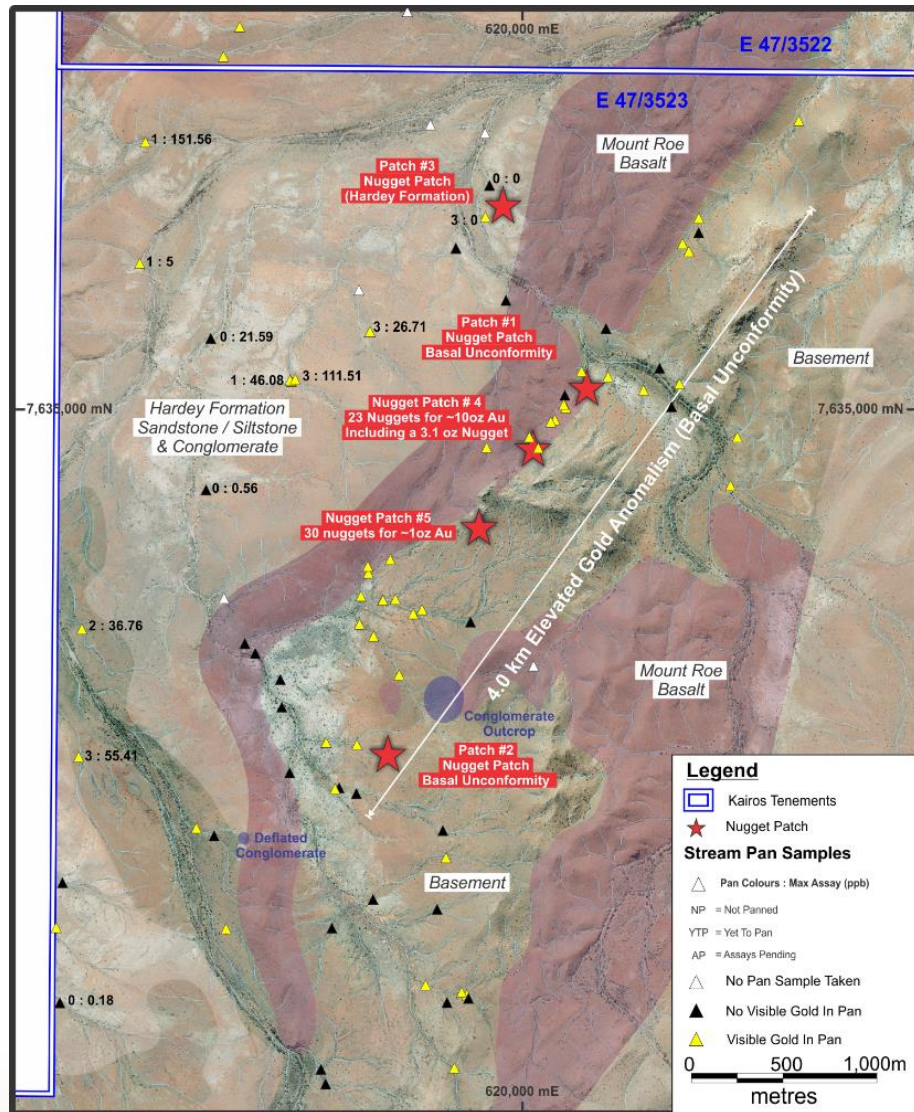 620,000 mE
E 47/3522
E 47/3523
Mount Roe
Basalt
1 : 151.56
Patch #3
Nugget Patch
(Hardey Formation)
0 : 0
3 : 0
1 : 5
0 : 21.59
3 : 26.71
Patch #1
Nugget Patch
Basal Unconformity
Basement
1 : 46.08
3 : 111.51
7,635,000 mN
7,635,000 mN
Hardey Formation
Sandstone / Siltstone
& Conglomerate
Nugget Patch # 4
23 Nuggets for ~10oz Au
Including a 3.1 oz Nugget
4.0 km Elevated Gold Anomalism (Basal Unconformity)
0 : 0.56
Nugget Patch #5
30 nuggets for ~1oz Au
2 : 36.76
Mount Roe
Basalt
Conglomerate
Outcrop
3 : 55.41
Patch #2
Nugget Patch
Basal Unconformity
Deflated
Conglomerate
Basement
0 : 0.18
620,000 mE
Legend
Kairos Tenements
Nugget Patch
Stream Pan Samples
Pan Colours : Max Assay (ppb)
NP = Not Panned
YTP = Yet To Pan
AP = Assays Pending
No Pan Sample Taken
No Visible Gold In Pan
Visible Gold In Pan
0 500 1,000m
metres